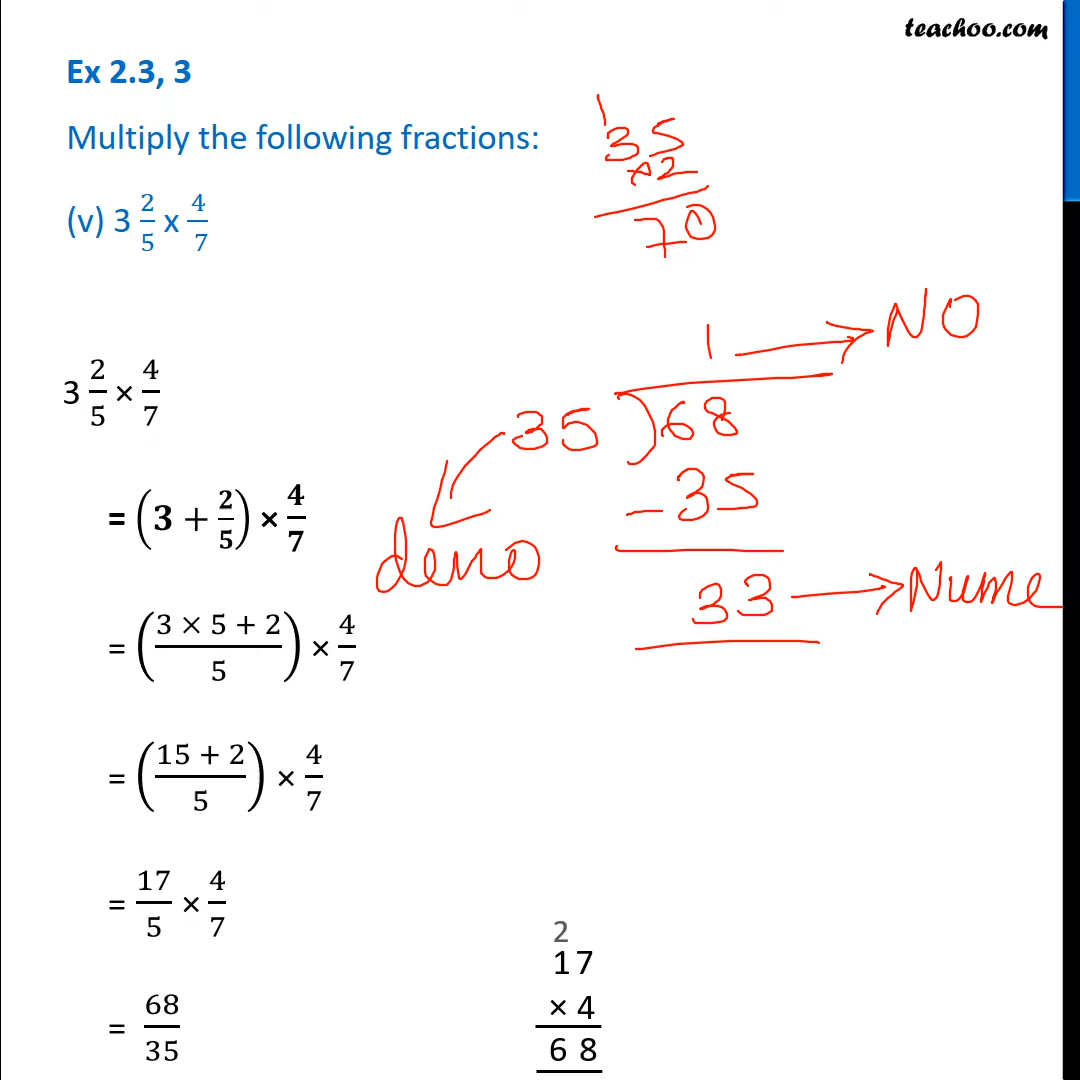 teachoo.com
Ex 2.3, 3
Multiply the following fractions:
(v) 3 2/5 x 4/7
3 2/5 × 4/7
= (3 + 2/5) × 4/7
= ((3 × 5 + 2)/5) × 4/7
= ((15 + 2)/5) × 4/7
= 17/5 × 4/7
= 68/35
2
17
× 4
68
1
35
×2
70
1 → NO
35 ) 68
deno
- 35
33 → Nume